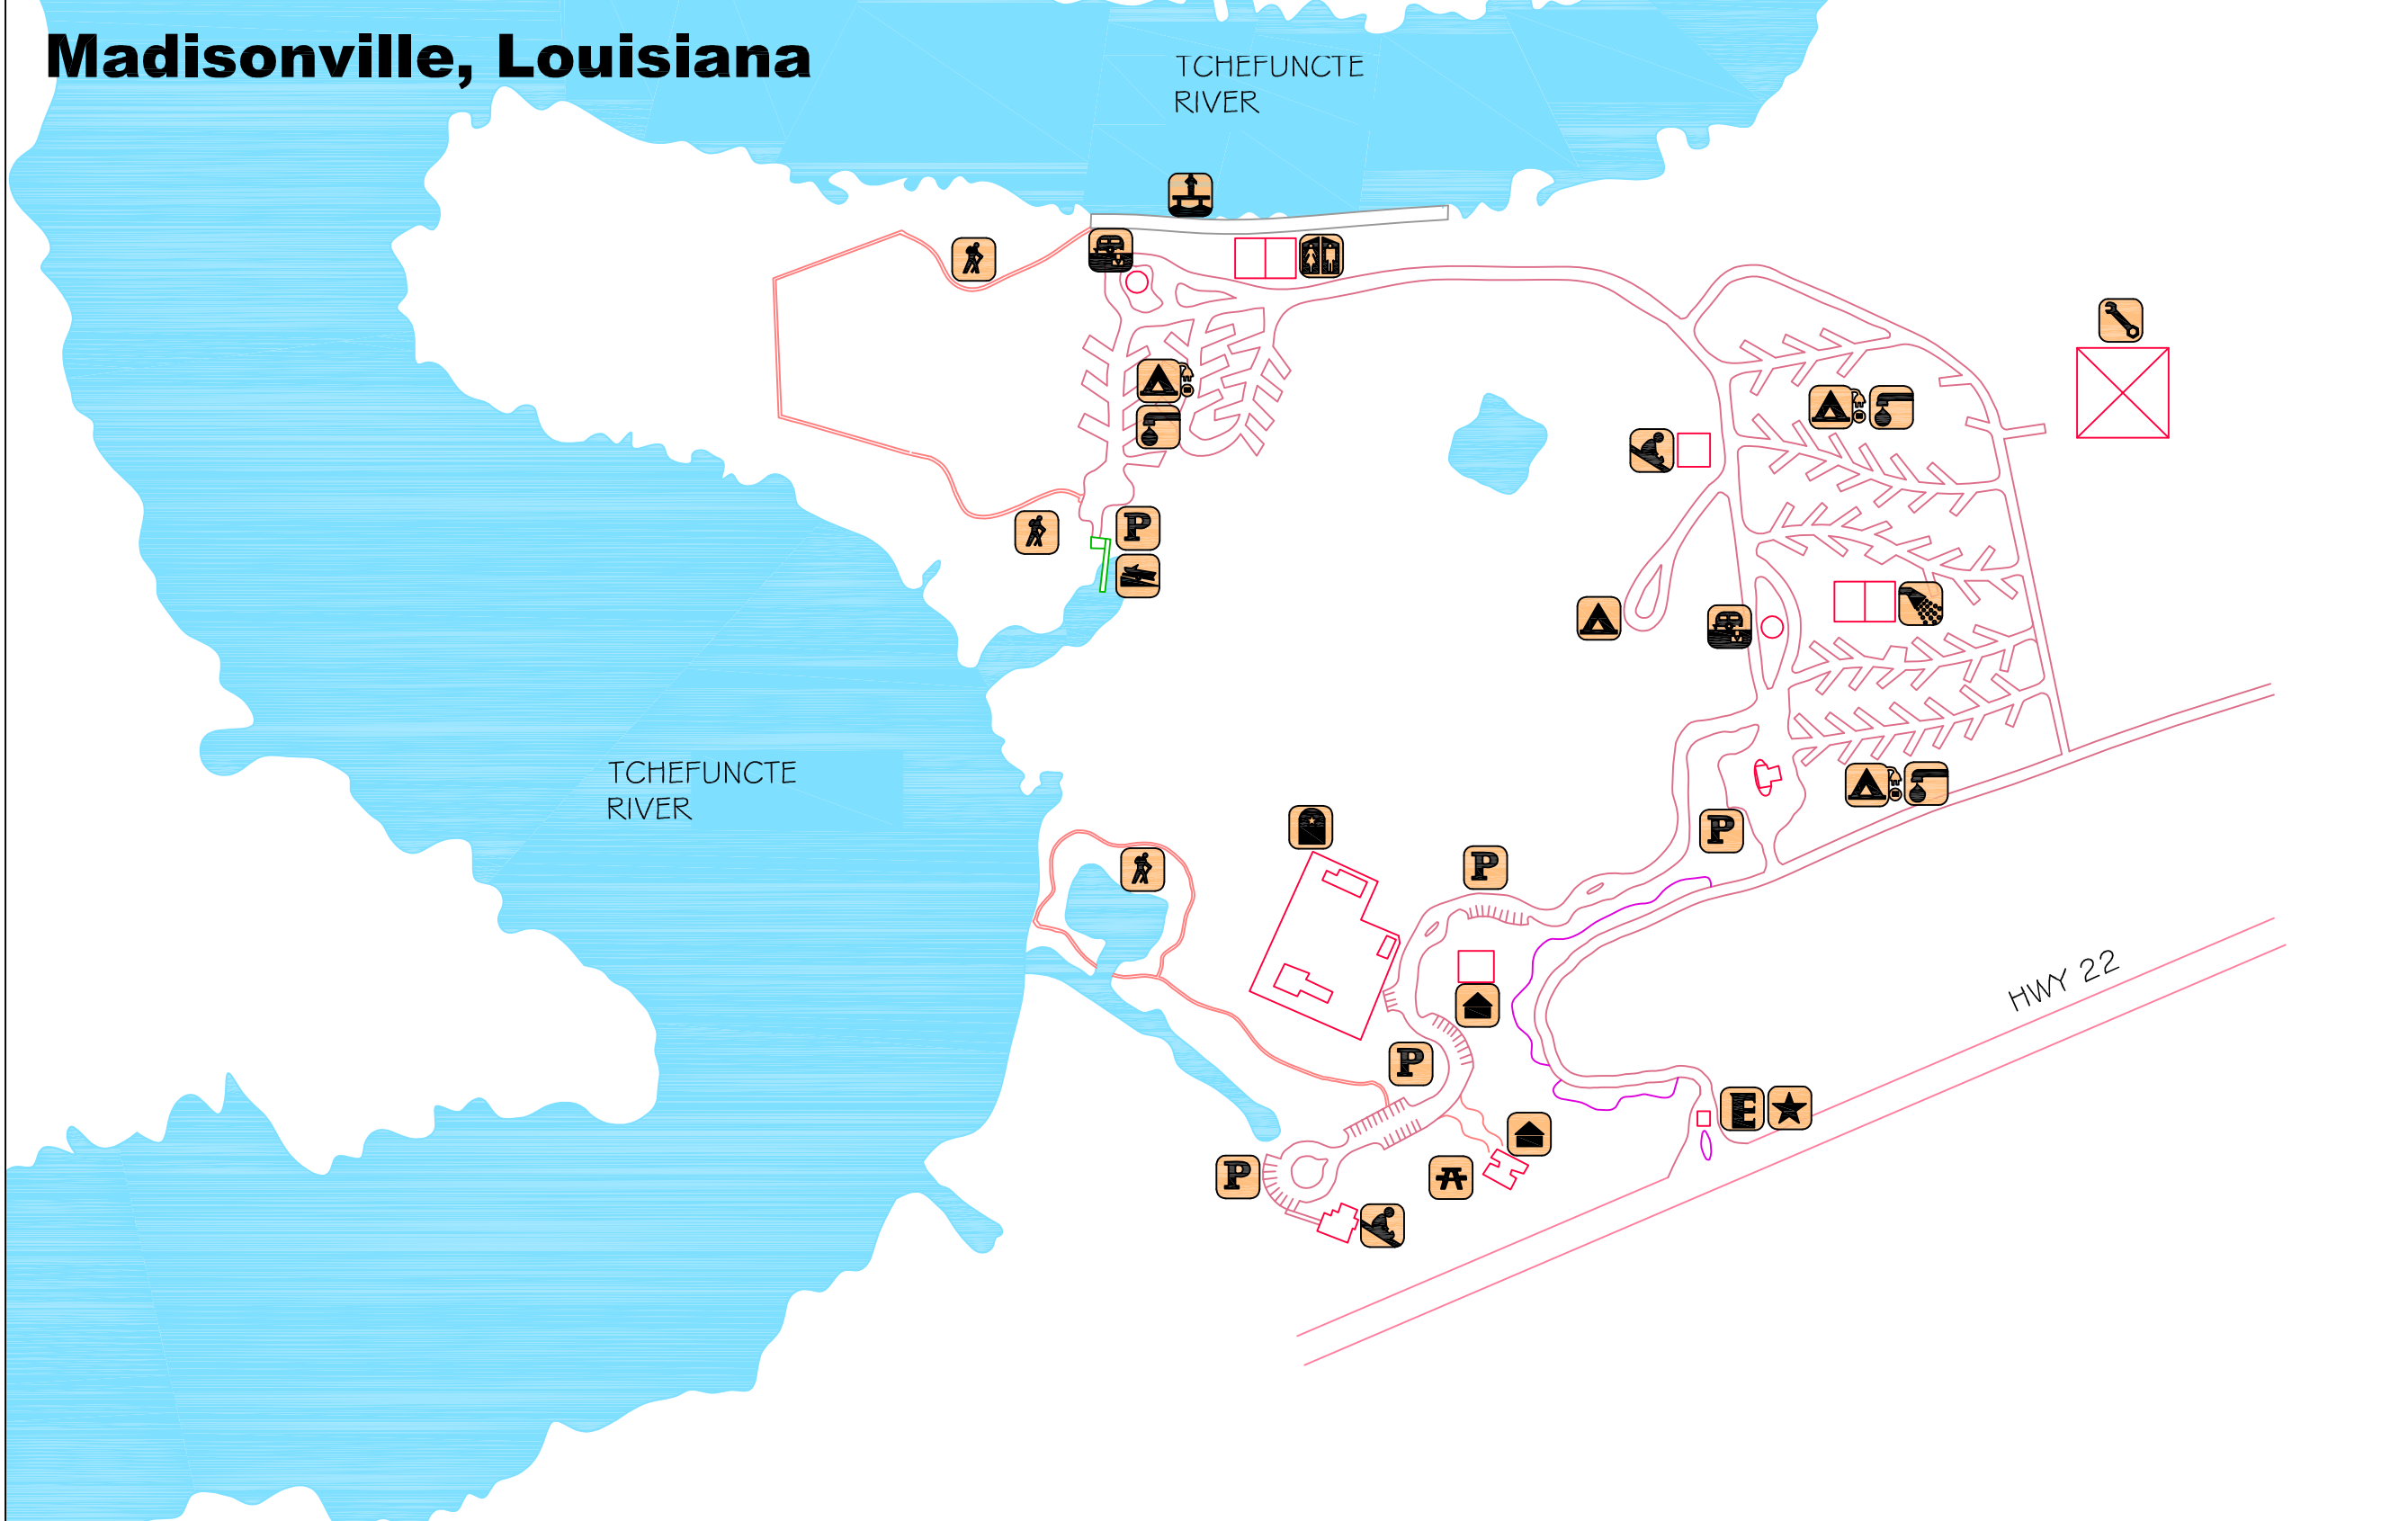 Madisonville, Louisiana
TCHEFUNCTE
RIVER
P
TCHEFUNCTE
RIVER
P
P
HWY 22
P
E
P